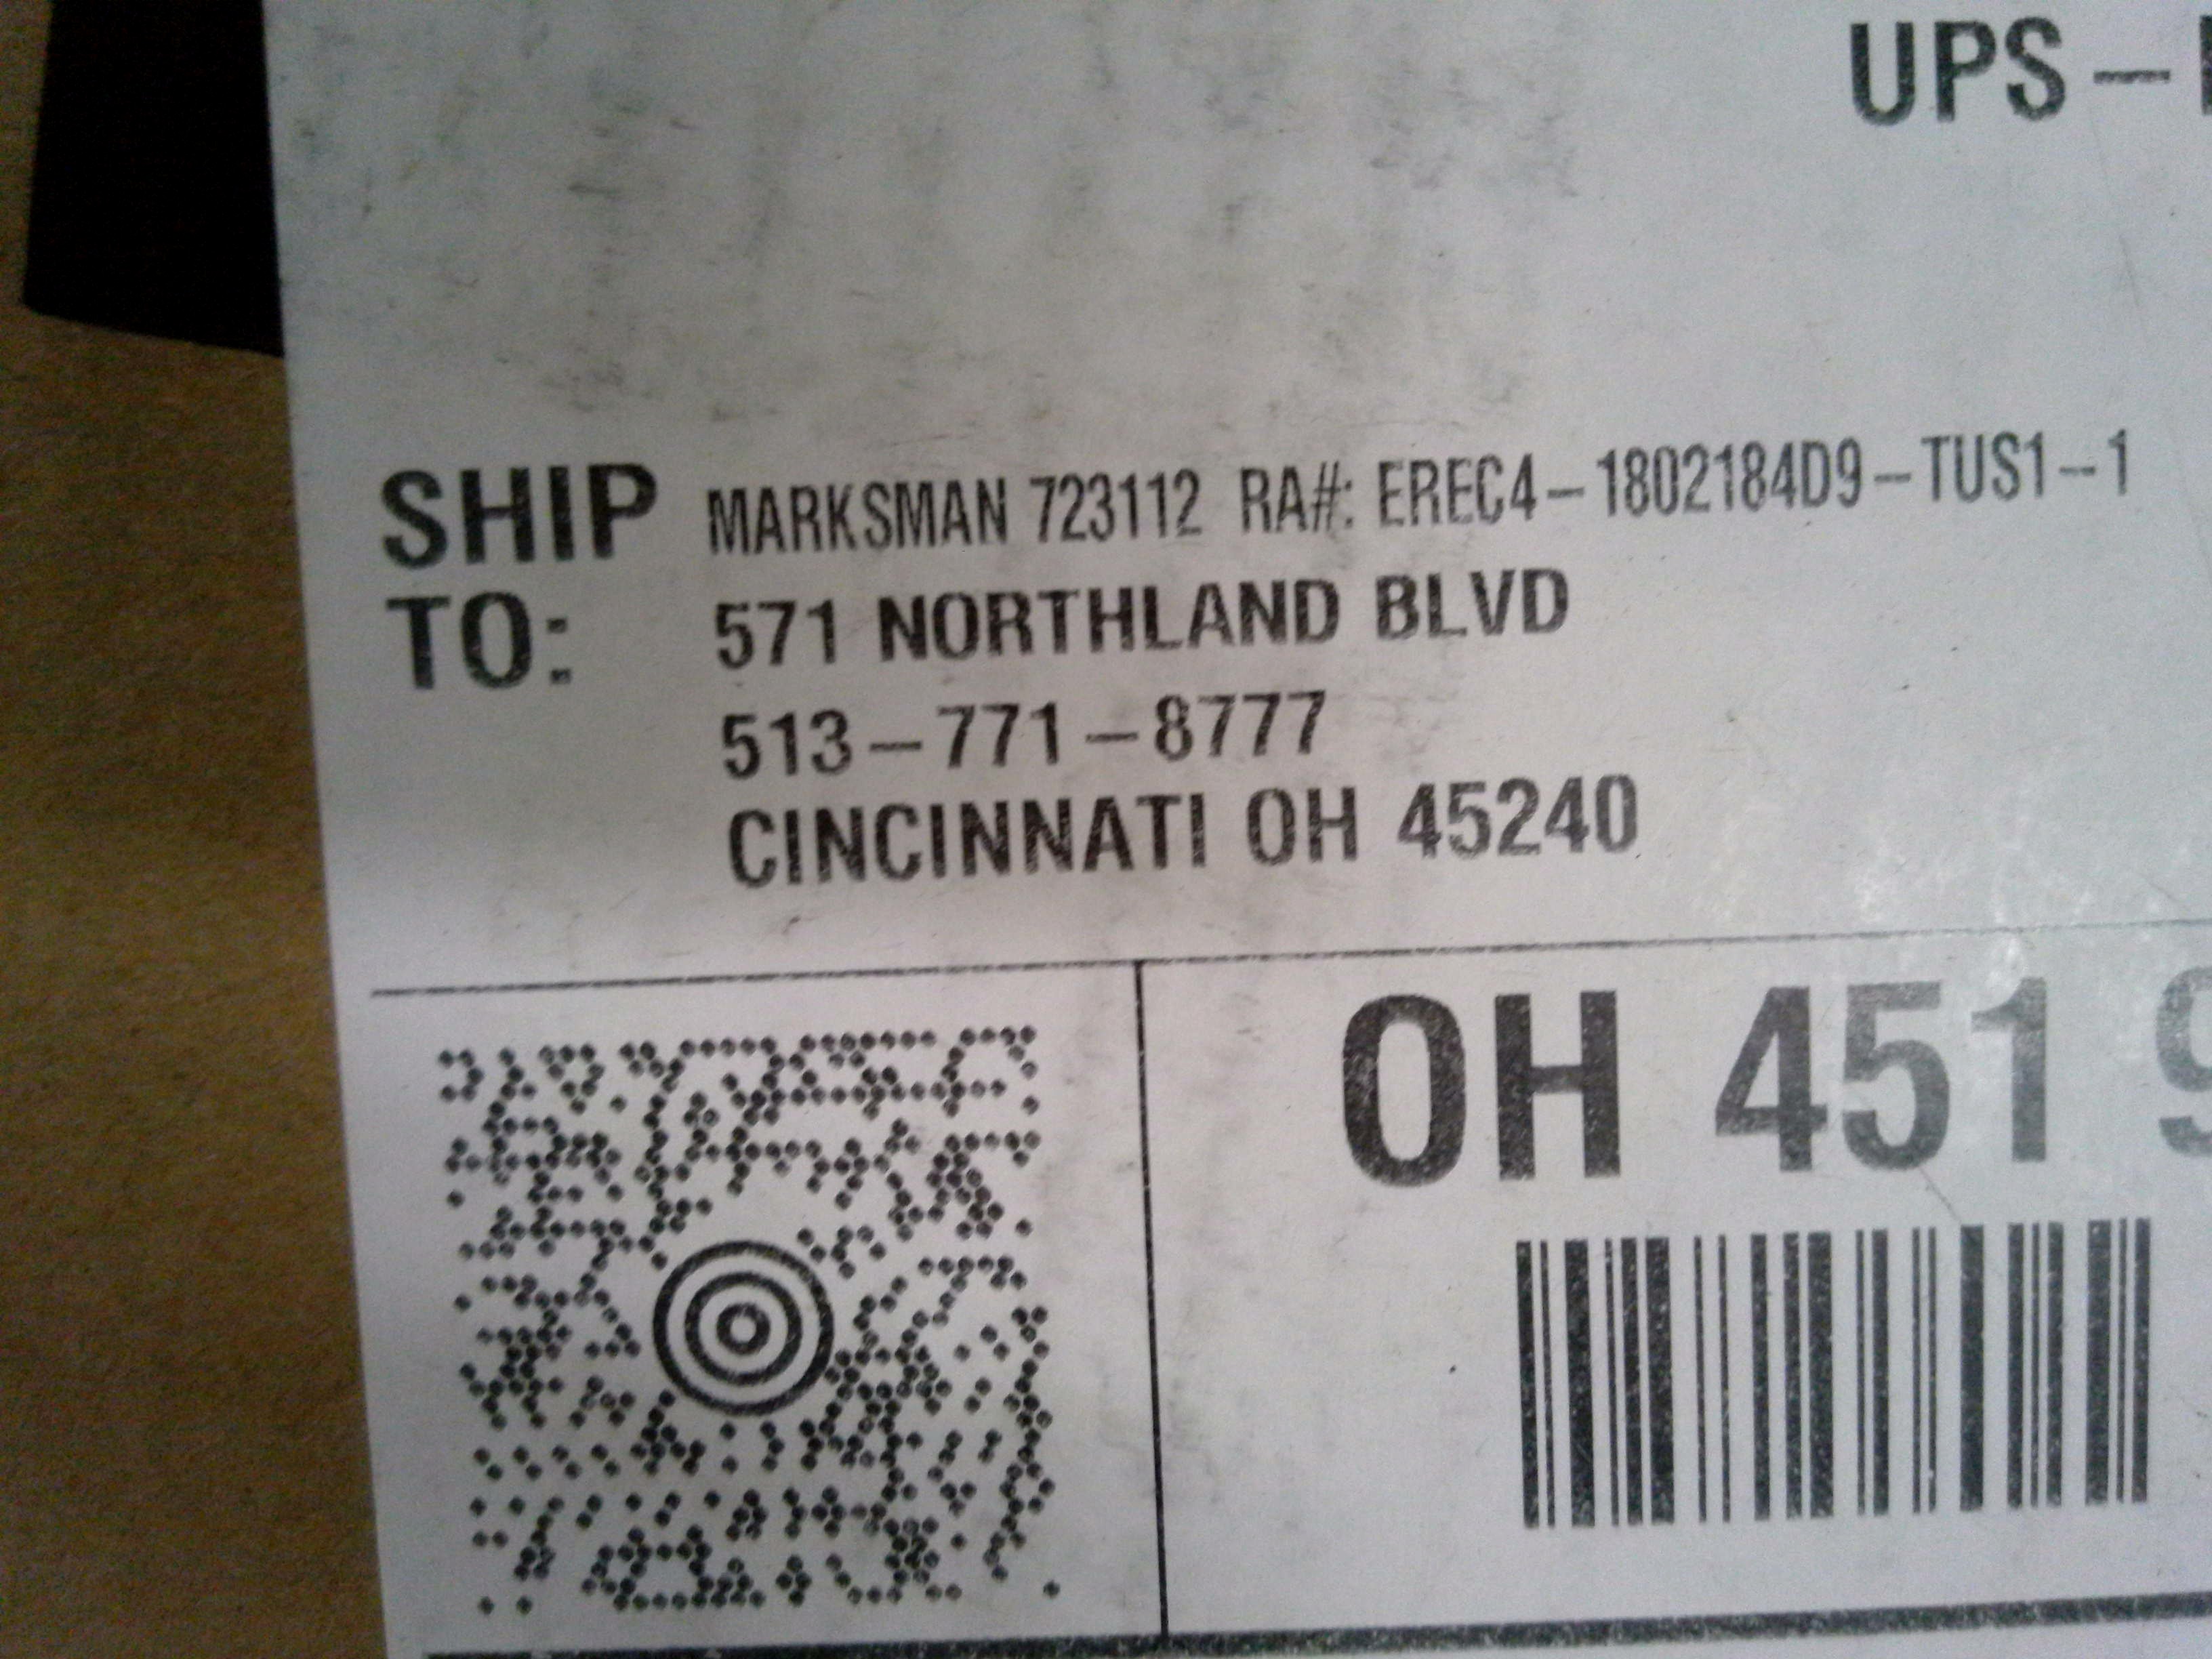 UPS-
SHIP TO: MARKSMAN 723112 RA#: EREC4-1802184D9-TUS1-1
571 NORTHLAND BLVD
513-771-8777
CINCINNATI OH 45240
OH 451 9